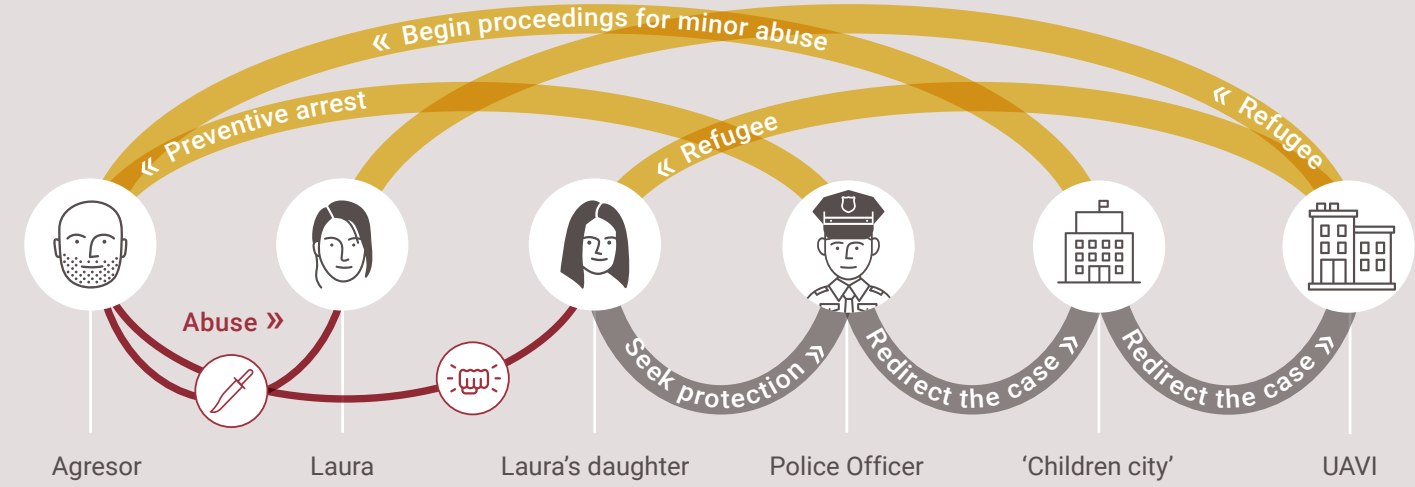 « Begin proceedings for minor abuse
« Preventive arrest
« Refugee
« Refugee
Abuse »
Seek protection »
Redirect the case »
Redirect the case »
Agresor
Laura
Laura’s daughter
Police Officer
‘Children city’
UAVI